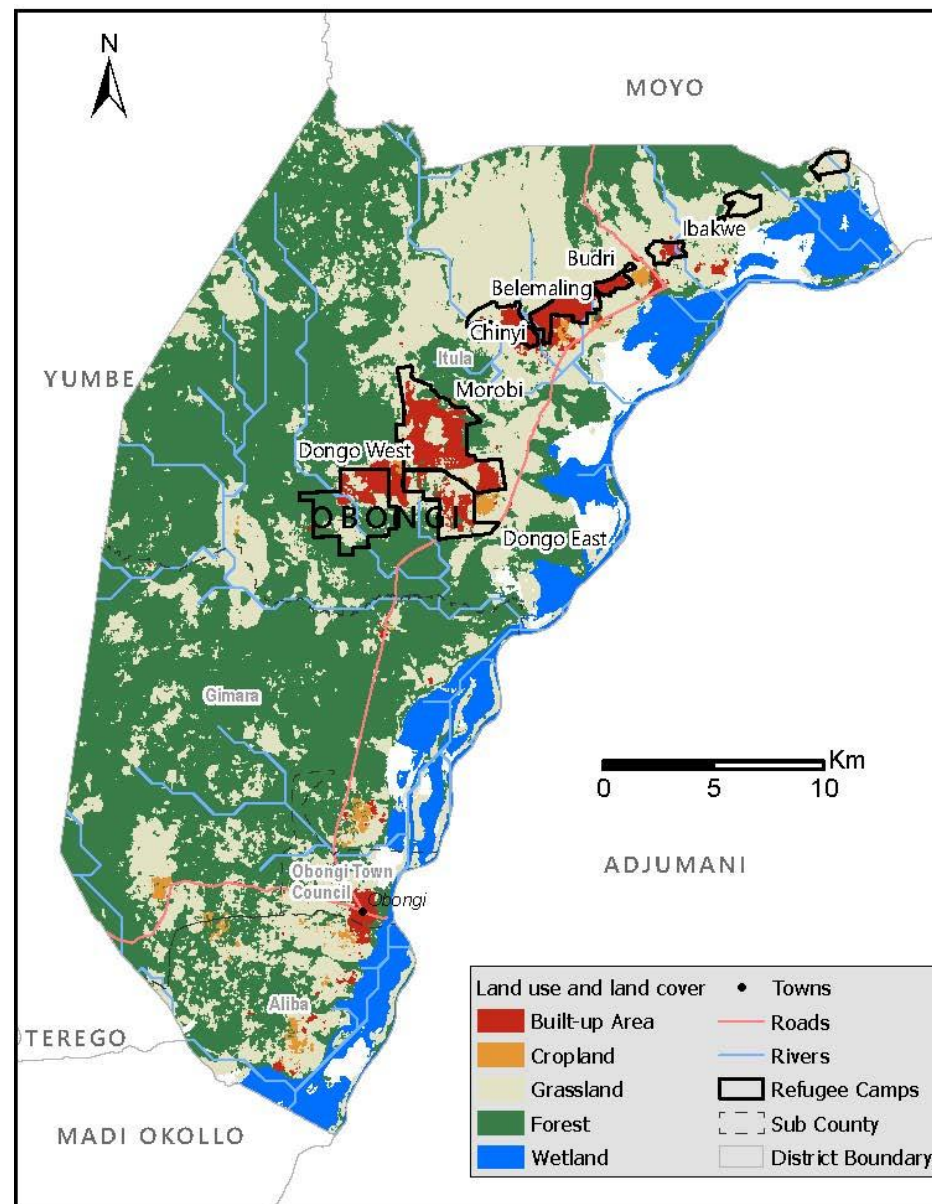 N
MOYO
Ibakwe
Budri
Belemaling
Chinyi
Itula
YUMBE
Morobi
Dongo West
OBONGI
Dongo East
Gimara
Km
0 5 10
ADJUMANI
Obongi Town
Council
Obongi
Aliba
TEREGO
MADI OKOLLO
Land use and land cover
Built-up Area
Cropland
Grassland
Forest
Wetland
Towns
Roads
Rivers
Refugee Camps
Sub County
District Boundary